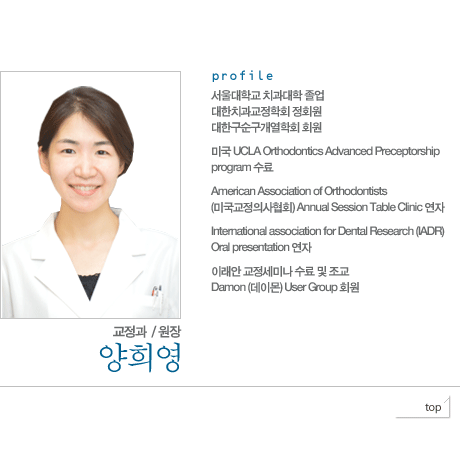 profile
서울대학교 치과대학 졸업
대한치과교정학회 정회원
대한구순구개열학회 회원
미국 UCLA Orthodontics Advanced Preceptorship
program 수료
American Association of Orthodontists
(미국교정의사협회) Annual Session Table Clinic 연자
International association for Dental Research (IADR)
Oral presentation 연자
이래안 교정세미나 수료 및 조교
Damon (데이몬) User Group 회원
교정과 / 원장
양희영
top